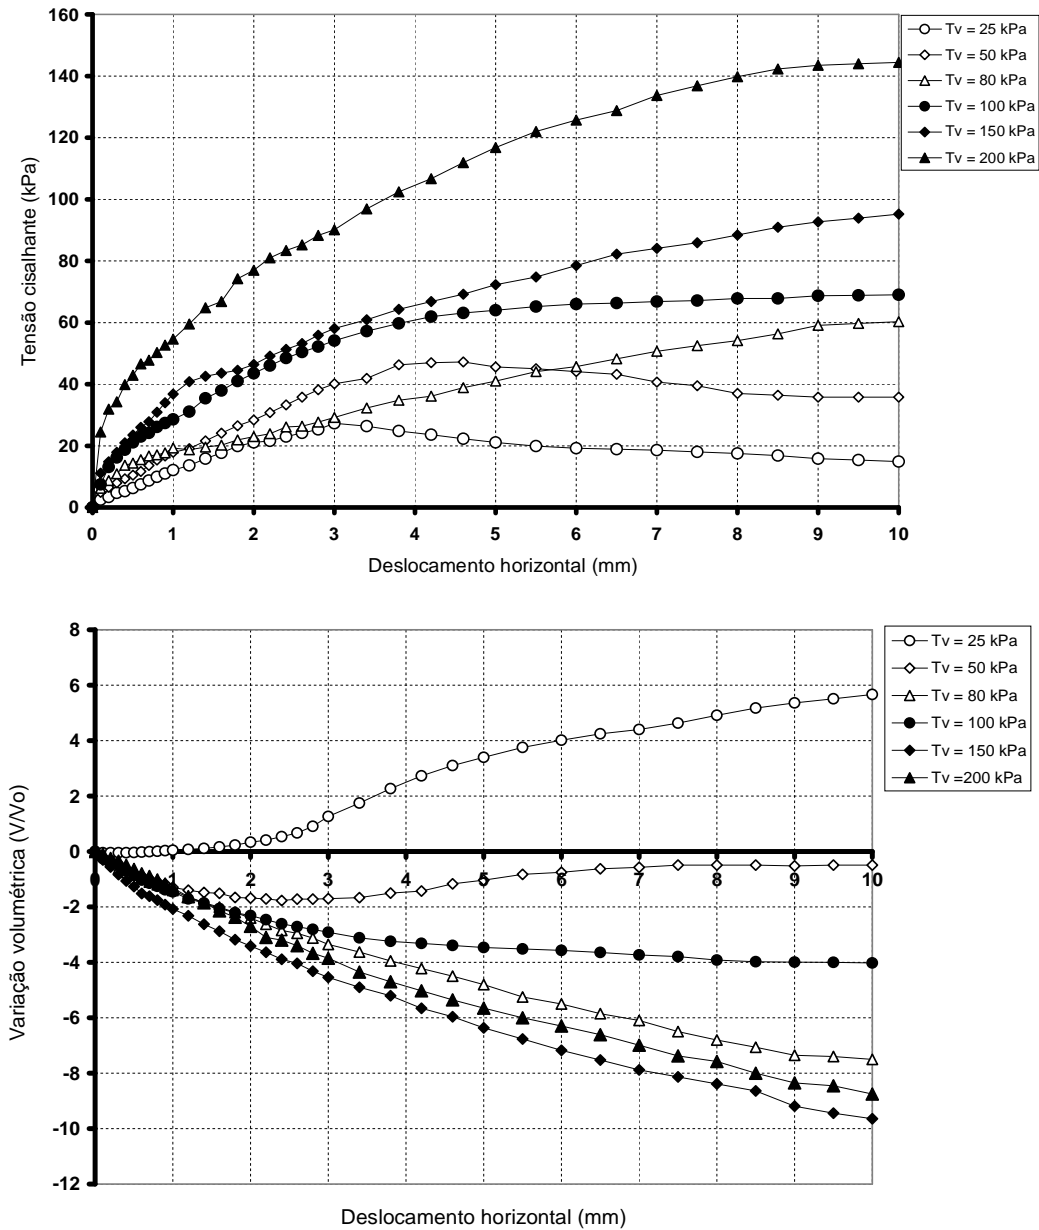 160
140
120
100
80
60
40
20
0
Tensão cisalhante (kPa)
0 1 2 3 4 5 6 7 8 9 10
Deslocamento horizontal (mm)
Tv = 25 kPa
Tv = 50 kPa
Tv = 80 kPa
Tv = 100 kPa
Tv = 150 kPa
Tv = 200 kPa
8
6
4
2
0
-2
-4
-6
-8
-10
-12
Variação volumétrica (V/Vo)
0 1 2 3 4 5 6 7 8 9 10
Deslocamento horizontal (mm)
Tv = 25 kPa
Tv = 50 kPa
Tv = 80 kPa
Tv = 100 kPa
Tv = 150 kPa
Tv =200 kPa